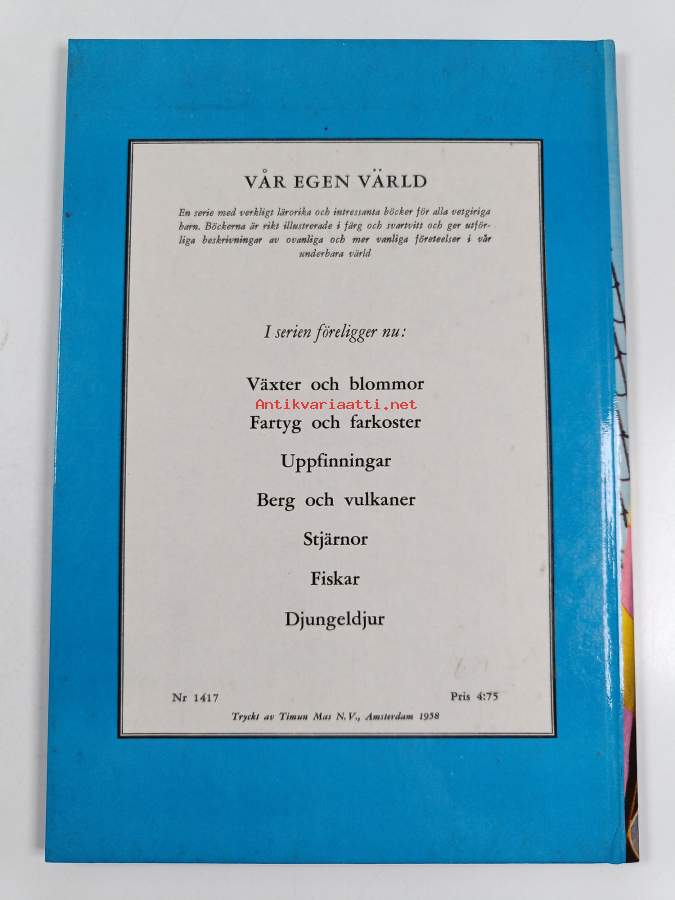 VÅR EGEN VÄRLD
En serie med verkligt lärorika och intressanta böcker för alla vetgiriga
barn. Böckerna är rikt illustrerade i färg och svartvitt och ger utför-
liga beskrivningar av ovanliga och mer vanliga företeelser i vår
underbara värld
I serien föreligger nu:
Växter och blommor
Antikvariaatti.net
Fartyg och farkoster
Uppfinningar
Berg och vulkaner
Stjärnor
Fiskar
Djungeldjur
Nr 1417 Pris 4:75
Tryckt av Timun Mas N.V., Amsterdam 1958